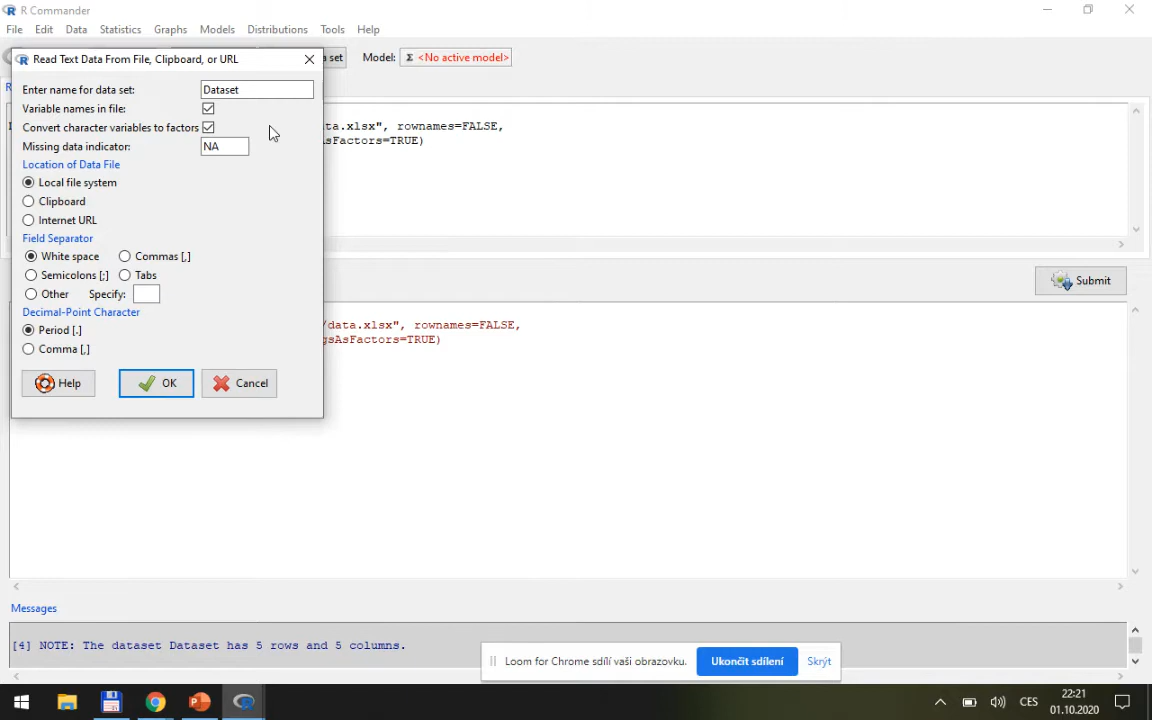 R Commander
File Edit Data Statistics Graphs Models Distributions Tools Help
Read Text Data From File, Clipboard, or URL
a set Model: Σ <No active model>
Enter name for data set: Dataset
Variable names in file:
Convert character variables to factors
Missing data indicator: NA
Location of Data File
Local file system
Clipboard
Internet URL
Field Separator
White space Commas [,]
Semicolons [;] Tabs
Other Specify:
Decimal-Point Character
Period [.]
Comma [,]
Help OK Cancel
ta.xlsx", rownames=FALSE,
sFactors=TRUE)
Submit
/data.xlsx", rownames=FALSE,
gsAsFactors=TRUE)
Messages
[4] NOTE: The dataset Dataset has 5 rows and 5 columns.
Loom for Chrome sdílí vaši obrazovku. Ukončit sdílení Skrýt
CES
22:21
01.10.2020